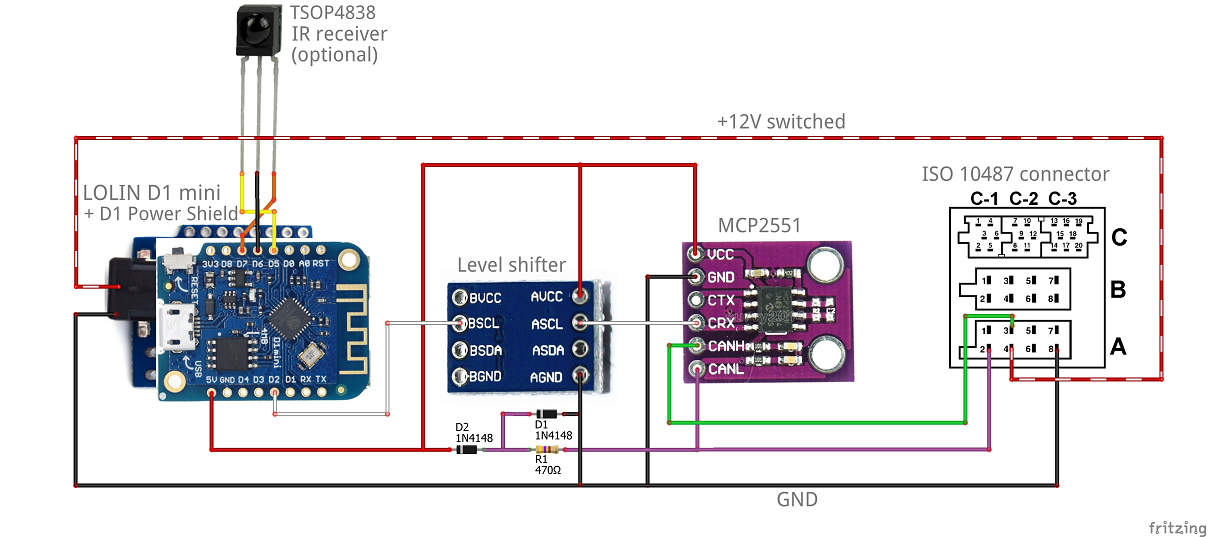 TSOP4838
IR receiver
(optional)
+12V switched
LOLIN D1 mini
+ D1 Power Shield
ISO 10487 connector
C-1 C-2 C-3
MCP2551
Level shifter
3V3 D8 D7 D6 D5 D0 A0 RST
RESET
USB
D1mini
5V GND D4 D3 D2 D1 RX TX
BVCC AVCC
BSCL ASCL
BSDA ASDA
BGND AGND
VCC
GND
CTX
CRX
CANH
CANL
1 4 7 10 13 16 19
3 6 9 12 15 18
2 5 8 11 14 17 20
C
1 3 5 7
2 4 6 8
B
1 3 5 7
2 4 6 8
A
D2
1N4148
D1
1N4148
R1
470Ω
GND
fritzing